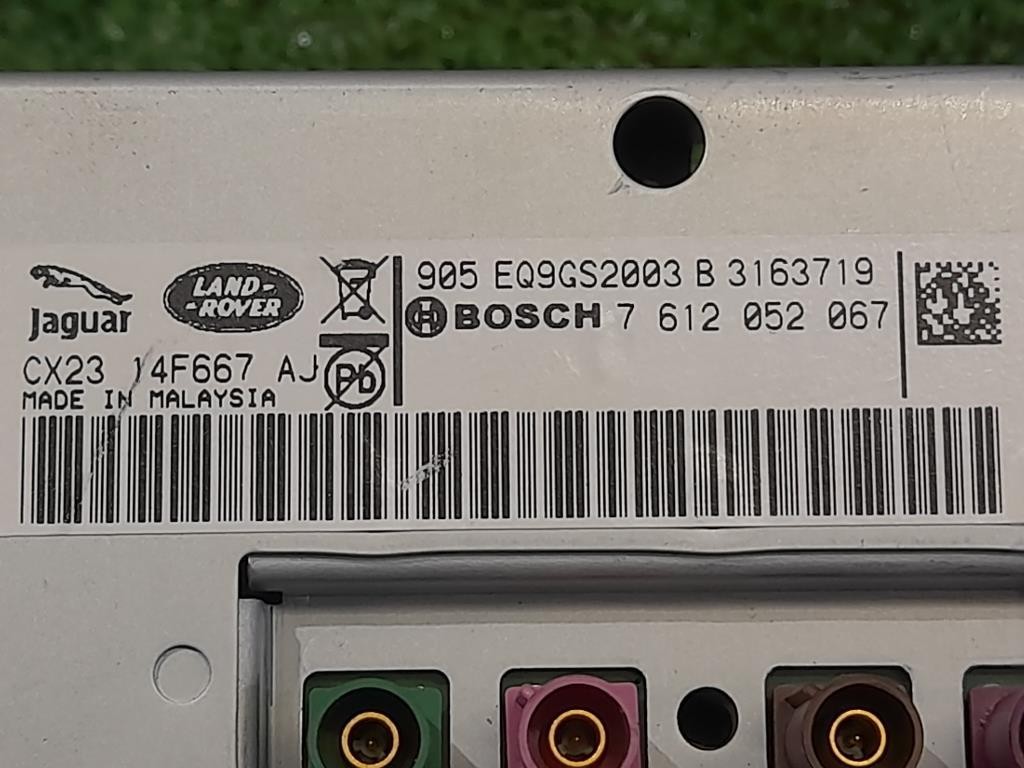 Jaguar
LAND-
-ROVER
CX23 14F667 AJ
MADE IN MALAYSIA
Pb
905 EQ9GS2003 B 3163719
BOSCH 7 612 052 067